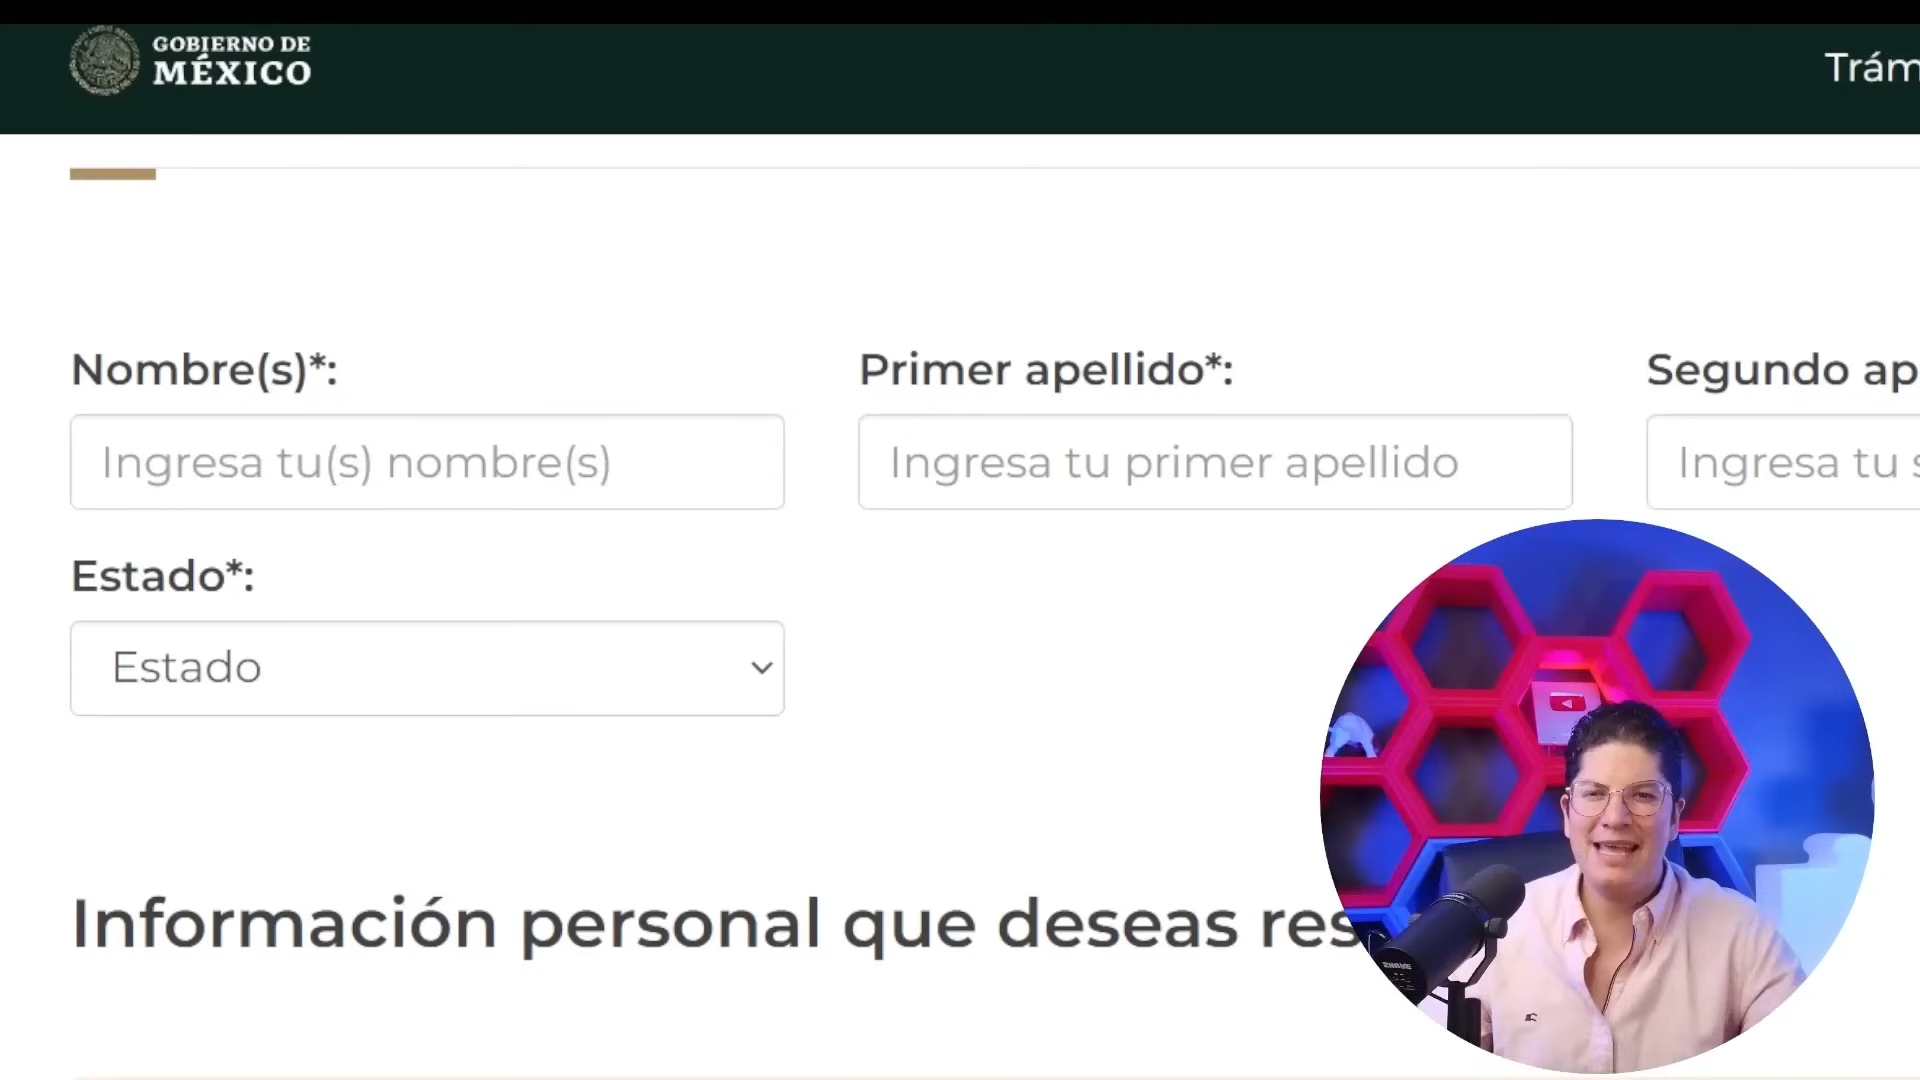 GOBIERNO DE
MÉXICO
Trám
Nombre(s)*:
Primer apellido*:
Segundo ap
Ingresa tu(s) nombre(s)
Ingresa tu primer apellido
Ingresa tu s
Estado*:
Estado
Información personal que deseas res